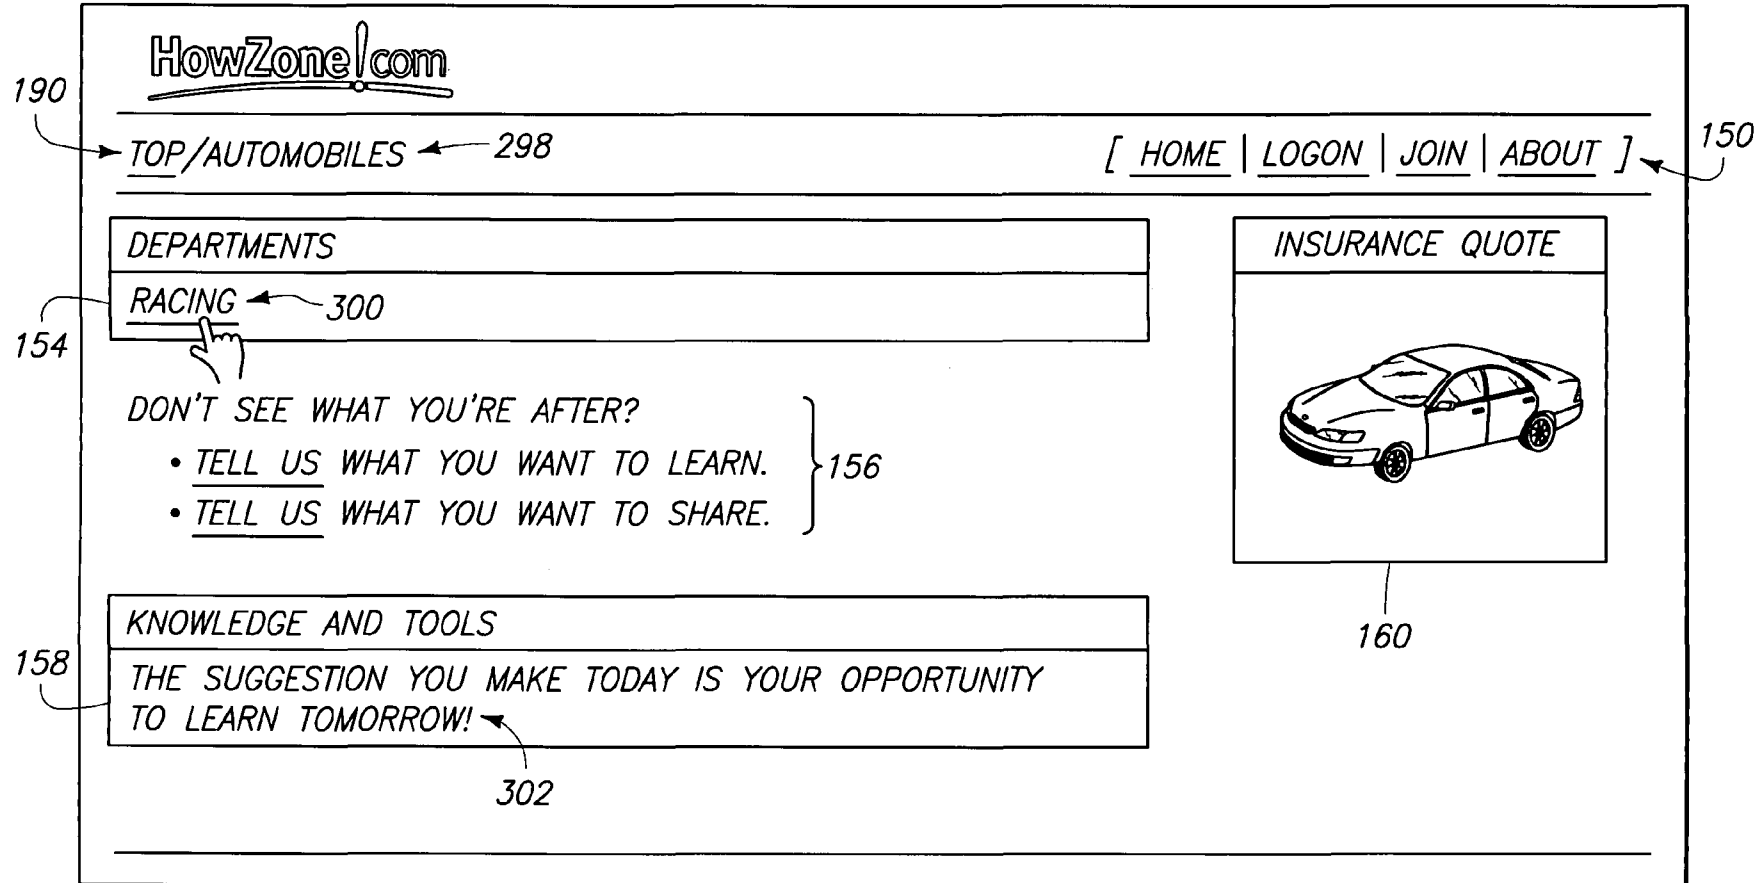 HowZone!com
190
TOP/AUTOMOBILES 298 [ HOME | LOGON | JOIN | ABOUT ] 150
DEPARTMENTS
RACING 300
154
DON'T SEE WHAT YOU'RE AFTER?
• TELL US WHAT YOU WANT TO LEARN.
• TELL US WHAT YOU WANT TO SHARE.
156
INSURANCE QUOTE
160
KNOWLEDGE AND TOOLS
158
THE SUGGESTION YOU MAKE TODAY IS YOUR OPPORTUNITY
TO LEARN TOMORROW!
302